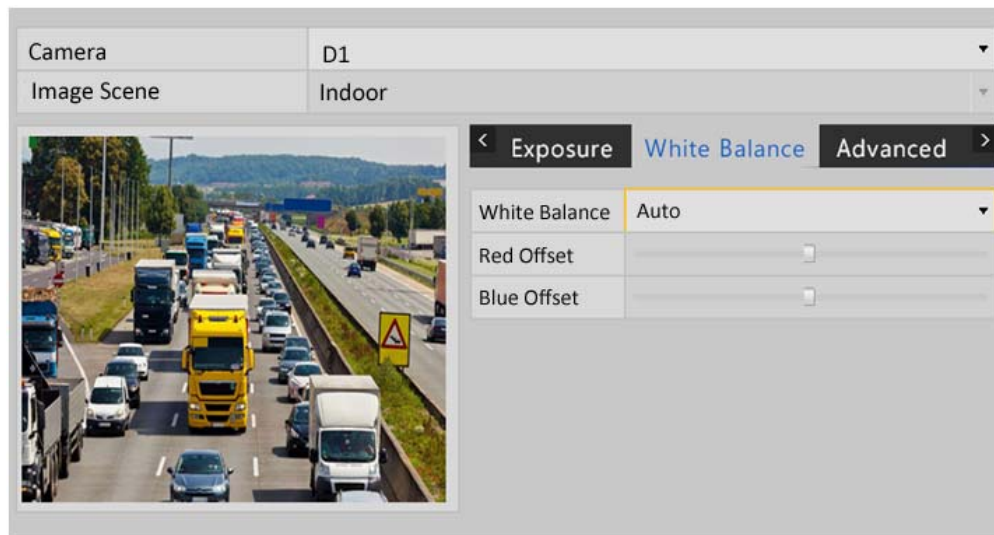 Camera D1
Image Scene Indoor
< Exposure White Balance Advanced >
White Balance Auto
Red Offset
Blue Offset